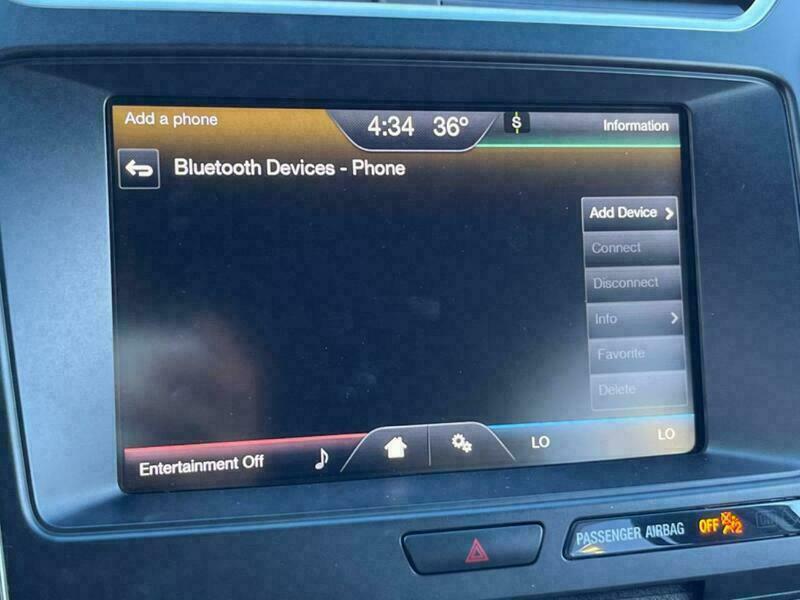 Add a phone
4:34 36° S
Information
Bluetooth Devices - Phone
Add Device
Connect
Disconnect
Info
Favorite
Delete
Entertainment Off
LO
LO
PASSENGER AIRBAG OFF